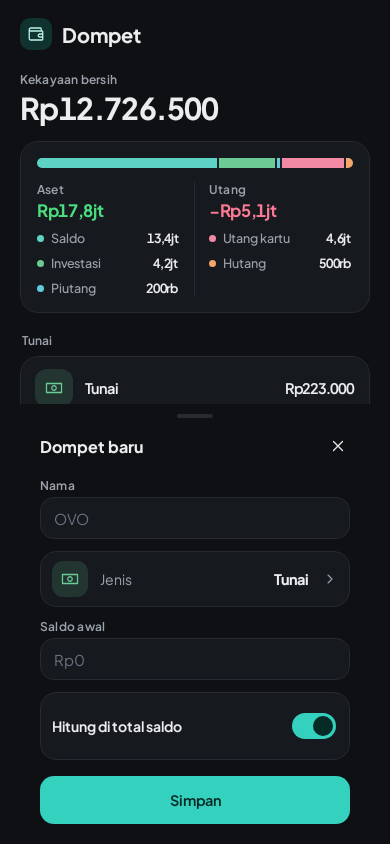 Dompet
Kekayaan bersih
Rp12.726.500
Aset
Rp17,8jt
Saldo 13,4jt
Investasi 4,2jt
Piutang 200rb
Utang
-Rp5,1jt
Utang kartu 4,6jt
Hutang 500rb
Tunai
Tunai Rp223.000
Dompet baru
Nama
OVO
Jenis Tunai
Saldo awal
Rp0
Hitung di total saldo
Simpan